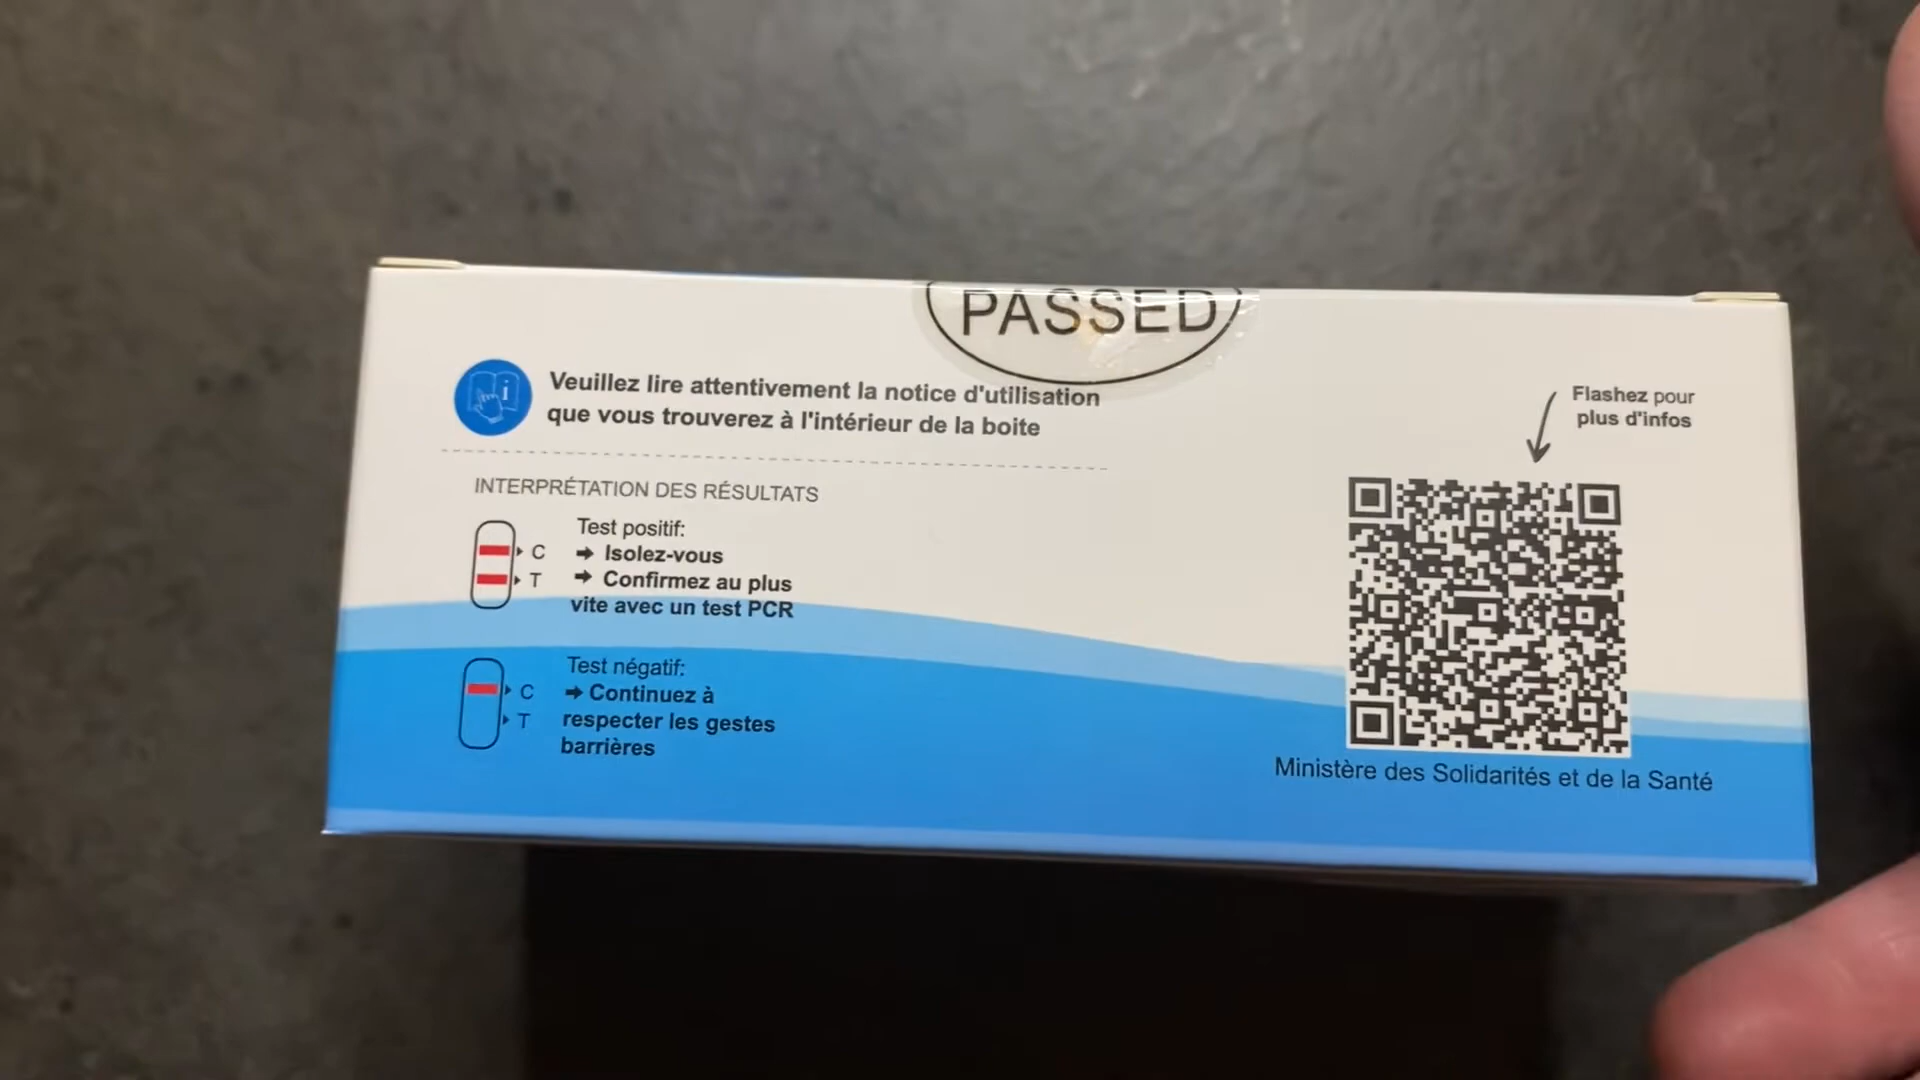 PASSED
Veuillez lire attentivement la notice d'utilisation
que vous trouverez à l'intérieur de la boite
Flashez pour
plus d'infos
INTERPRÉTATION DES RÉSULTATS
C
T
Test positif:
➔ Isolez-vous
➔ Confirmez au plus
vite avec un test PCR
C
T
Test négatif:
➔ Continuez à
respecter les gestes
barrières
Ministère des Solidarités et de la Santé